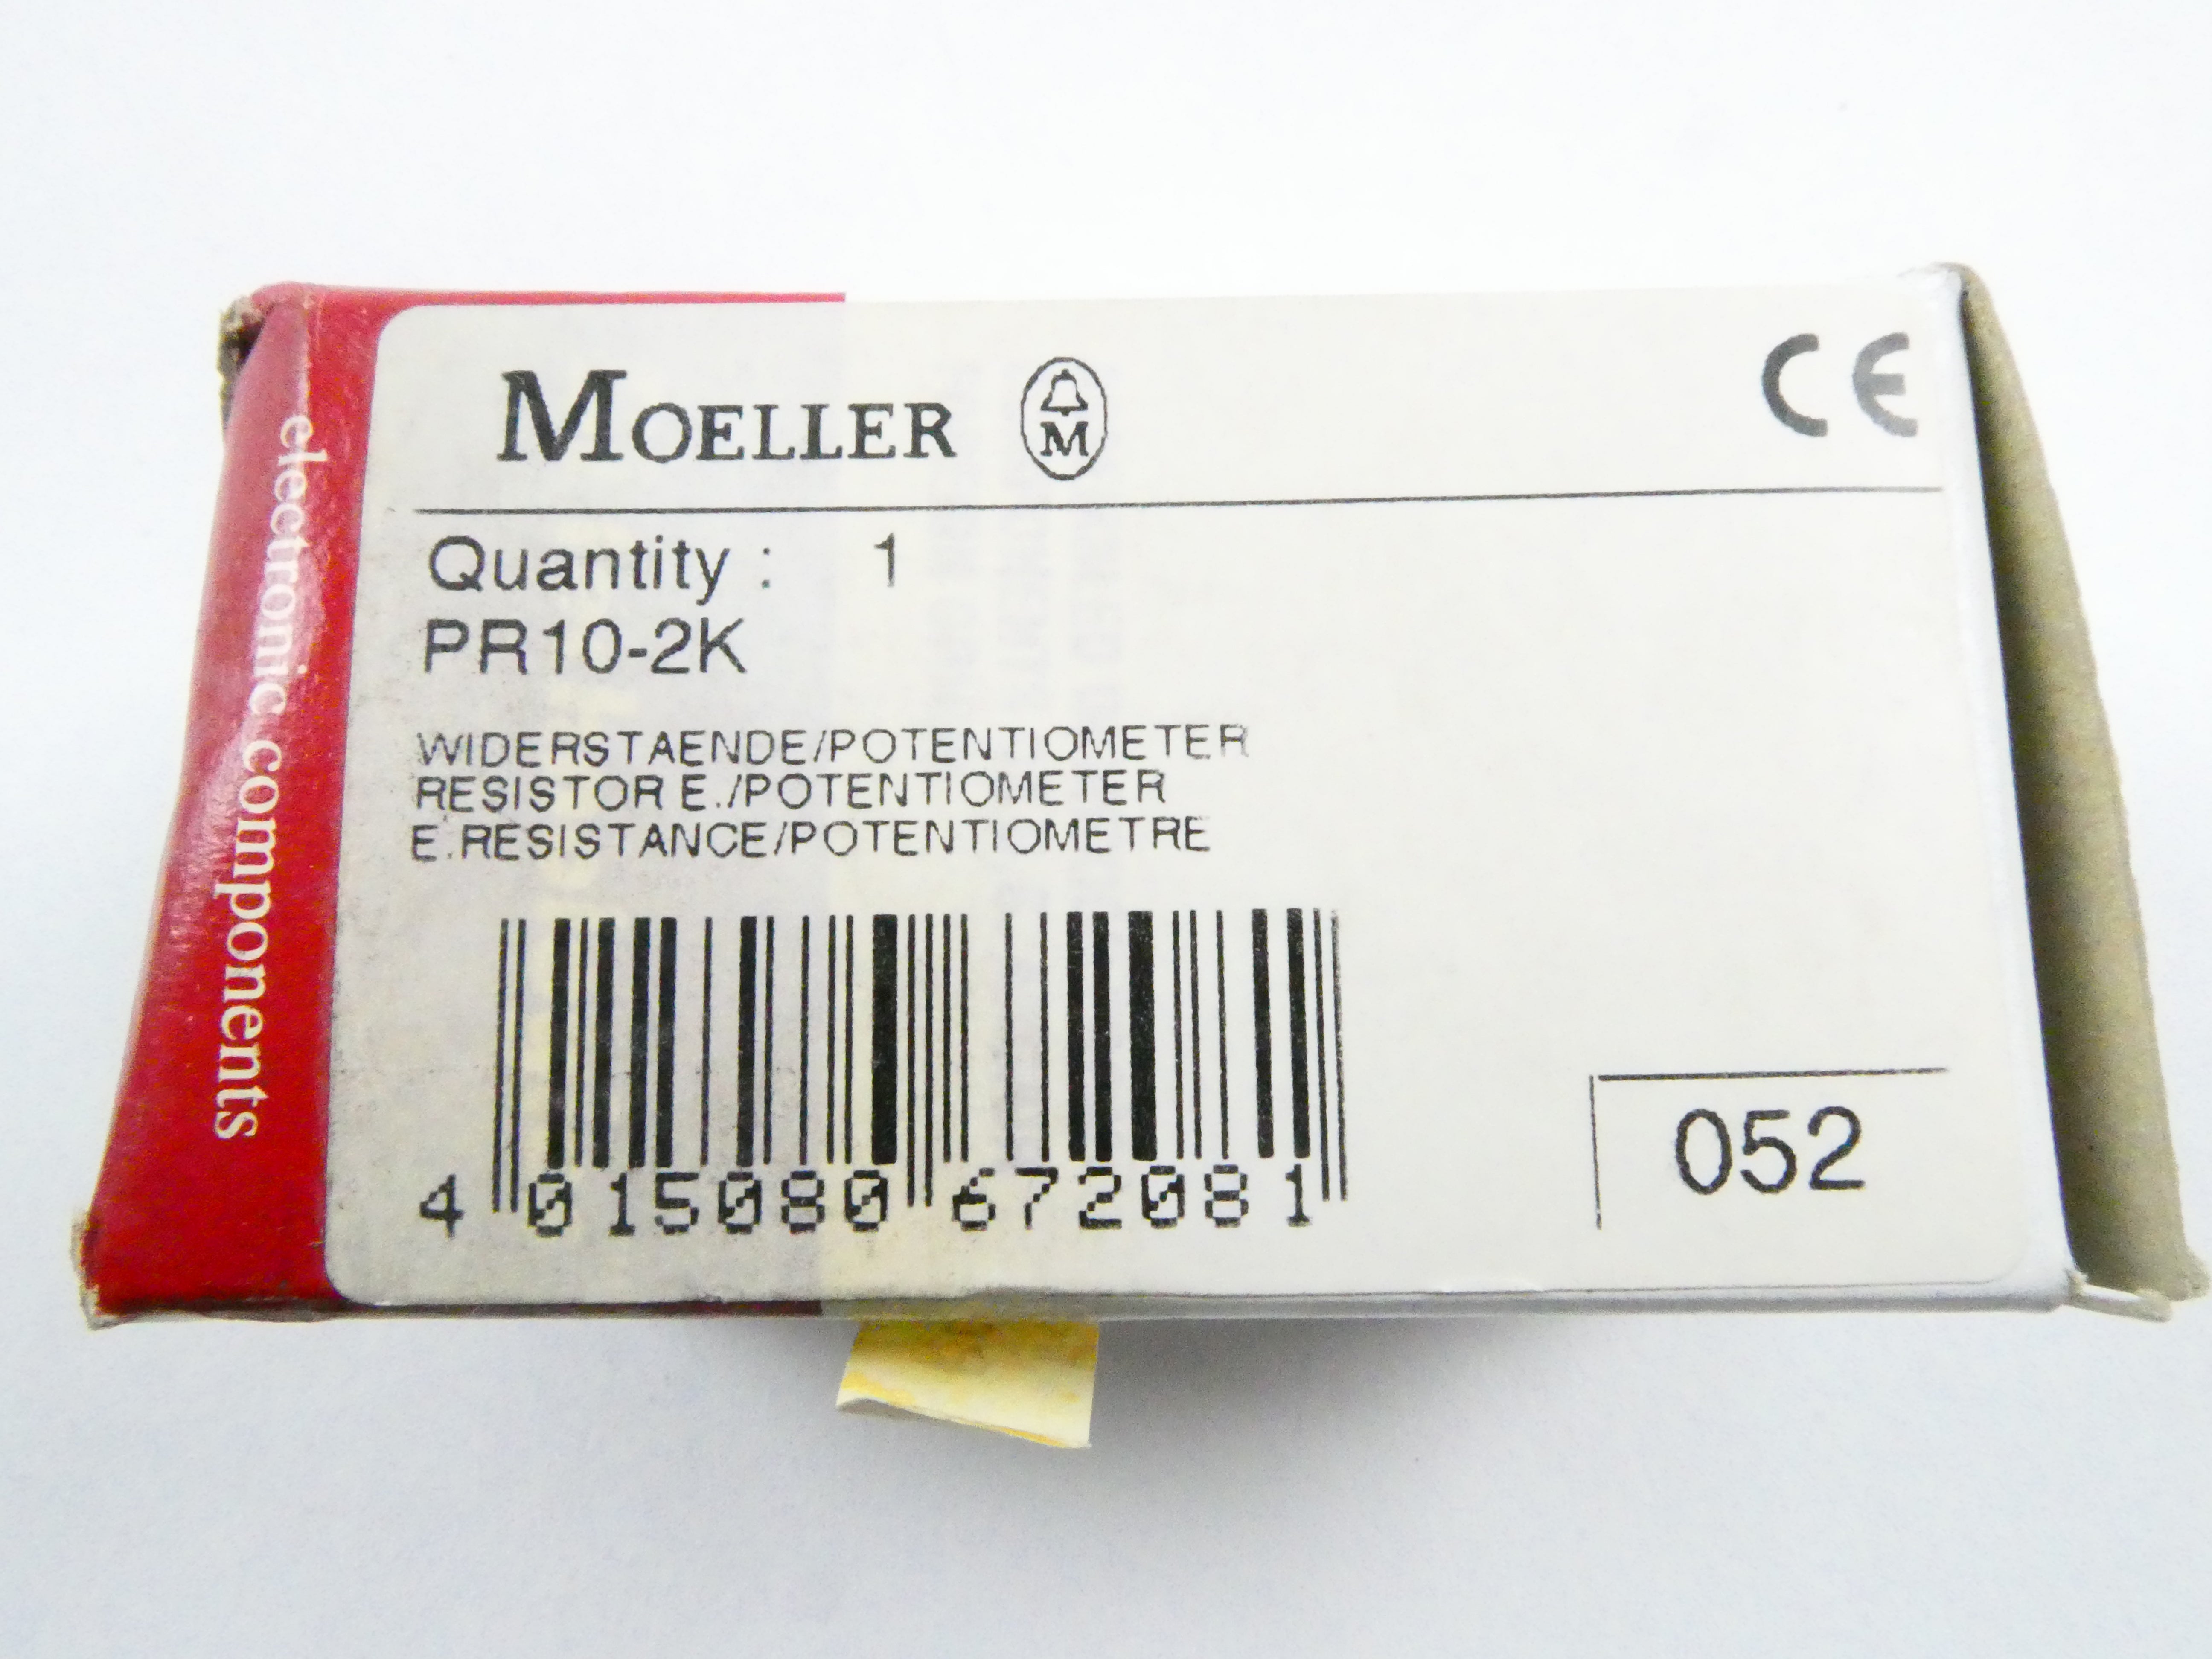 MOELLER M
CE
Quantity : 1
PR10-2K
WIDERSTAENDE/POTENTIOMETER
RESISTOR E./POTENTIOMETER
E.RESISTANCE/POTENTIOMETRE
4 015080 672081
052
electronic components